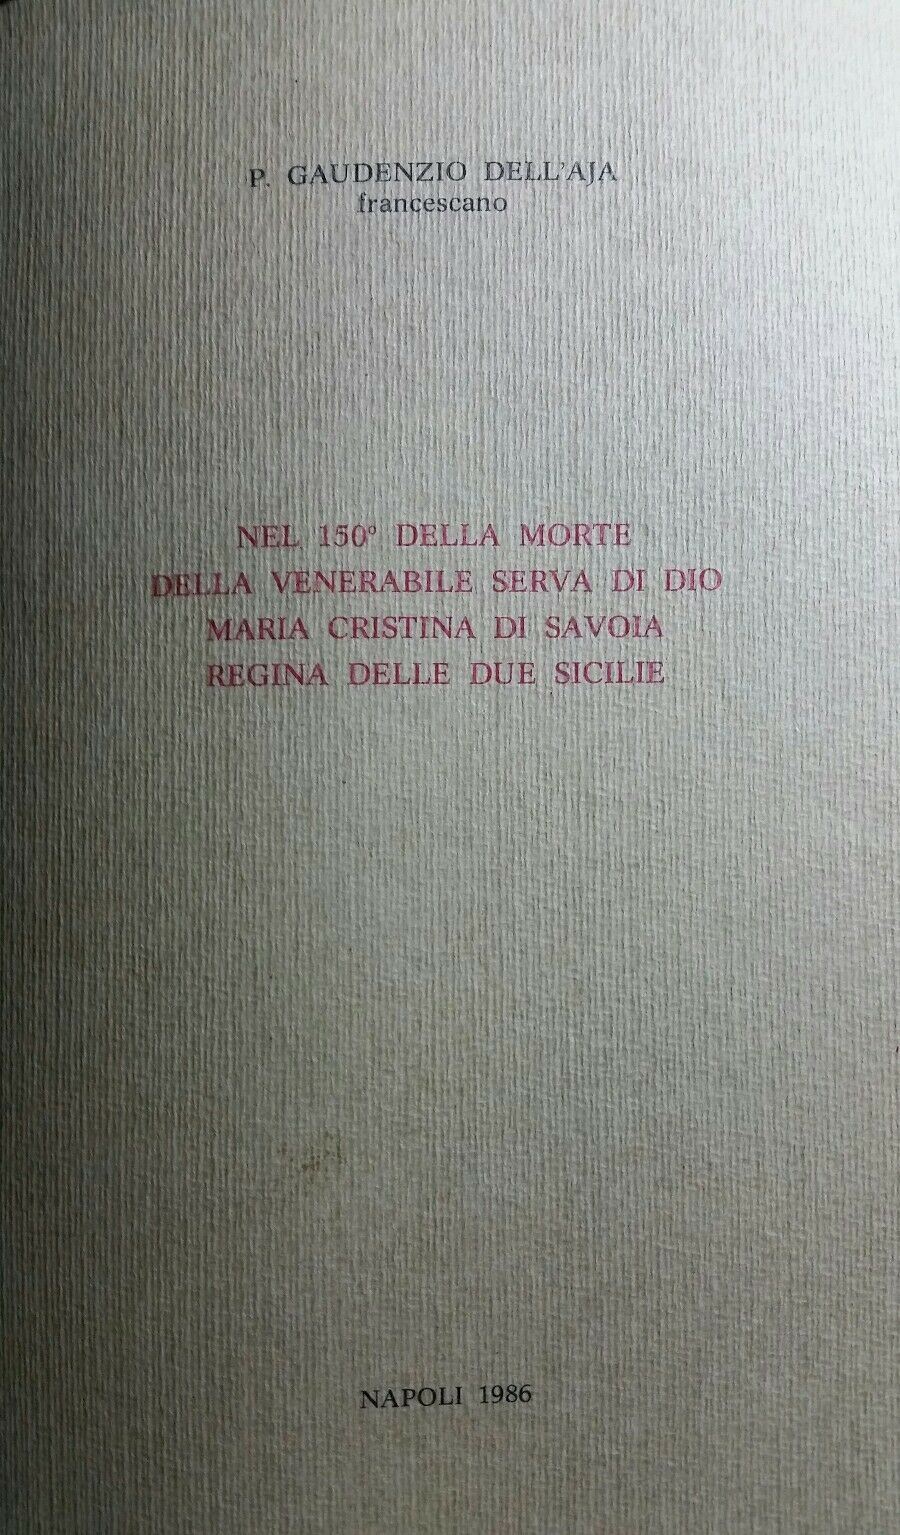 P. GAUDENZIO DELL'AJA
francescano
NEL 150° DELLA MORTE
DELLA VENERABILE SERVA DI DIO
MARIA CRISTINA DI SAVOIA
REGINA DELLE DUE SICILIE
NAPOLI 1986